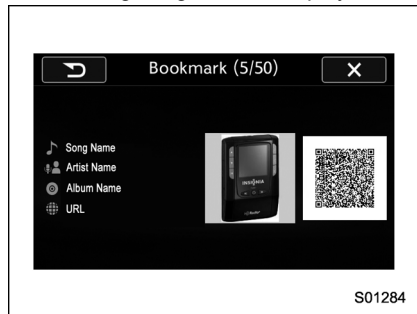 Bookmark (5/50)
Song Name
Artist Name
Album Name
URL
INSIGNIA
S01284